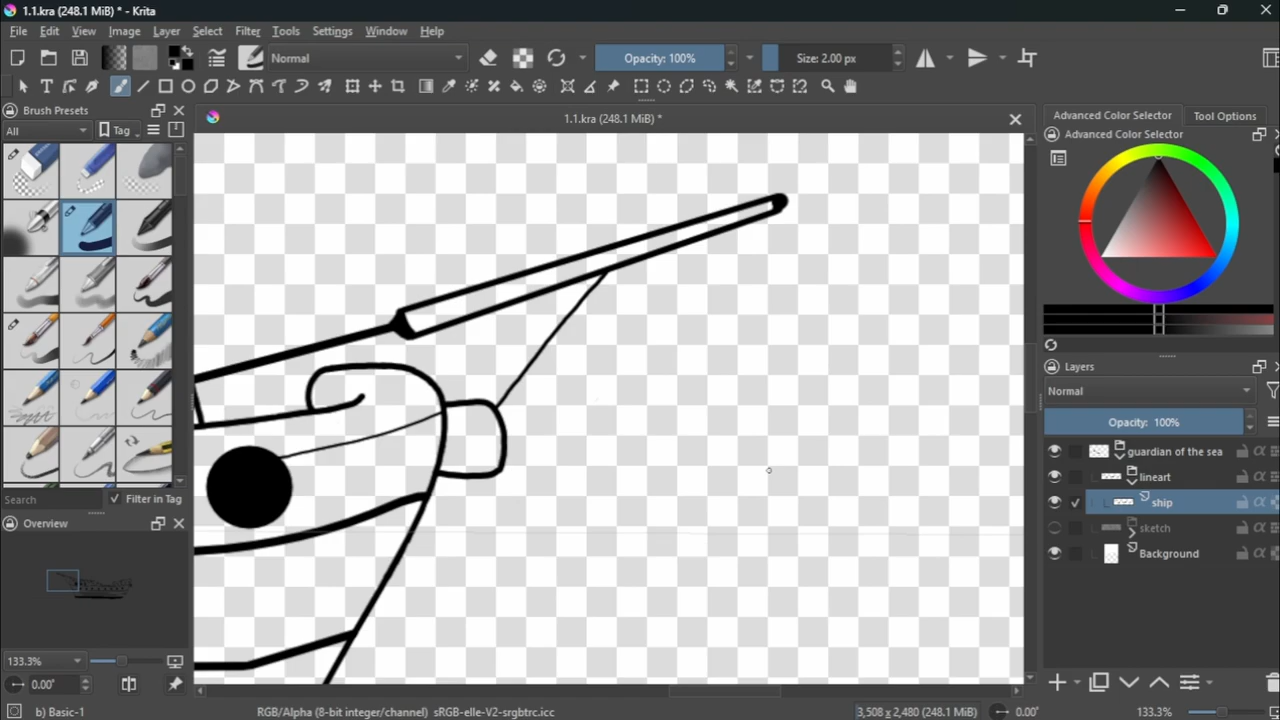 1.1.kra (248.1 MiB) * - Krita
File Edit View Image Layer Select Filter Tools Settings Window Help
Normal Opacity: 100% Size: 2.00 px
Brush Presets
All Tag
Search Filter in Tag
Overview
133.3%
0.00°
b) Basic-1
1.1.kra (248.1 MiB) *
RGB/Alpha (8-bit integer/channel) sRGB-elle-V2-srgbtrc.icc
3,508 x 2,480 (248.1 MiB) 0.00° 133.3%
Advanced Color Selector Tool Options
Advanced Color Selector
Layers
Normal
Opacity: 100%
guardian of the sea
lineart
ship
sketch
Background